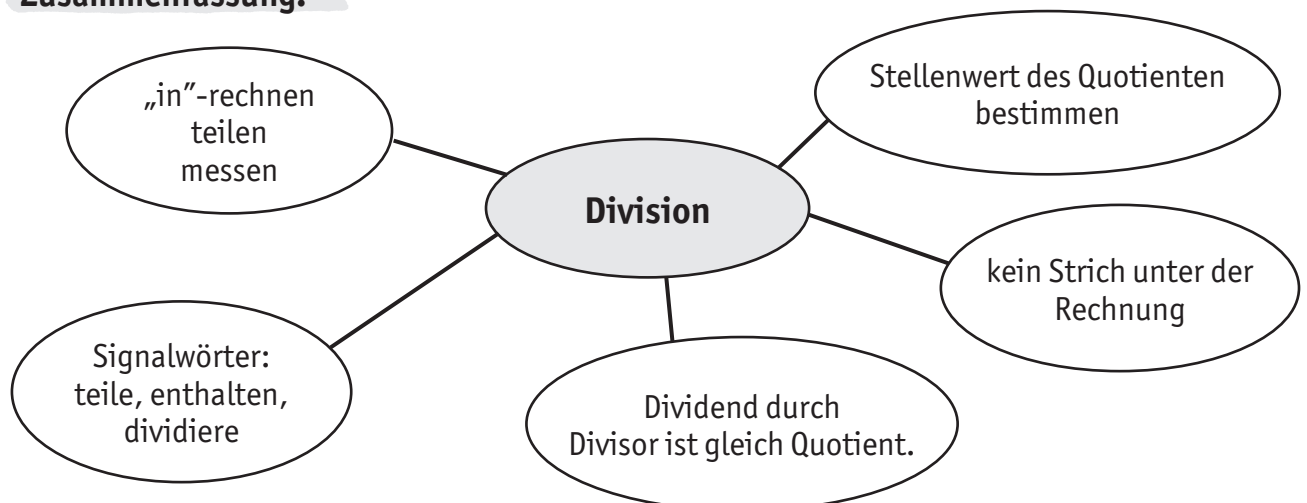 Zusammenfassung:
„in"-rechnen
teilen
messen
Stellenwert des Quotienten
bestimmen
Division
kein Strich unter der
Rechnung
Signalwörter:
teile, enthalten,
dividiere
Dividend durch
Divisor ist gleich Quotient.